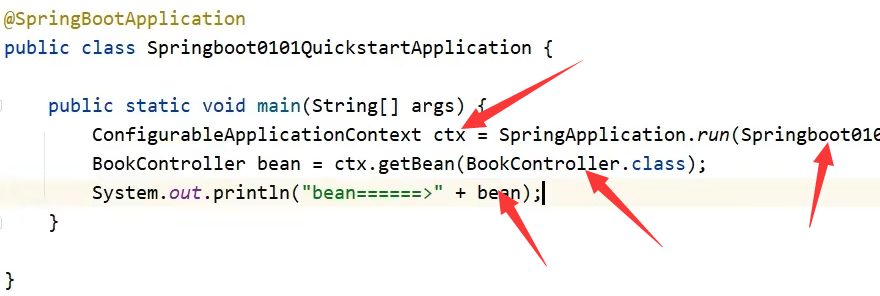 @SpringBootApplication
public class Springboot0101QuickstartApplication {
public static void main(String[] args) {
ConfigurableApplicationContext ctx = SpringApplication.run(Springboot010
BookController bean = ctx.getBean(BookController.class);
System.out.println("bean======>" + bean);
}
}